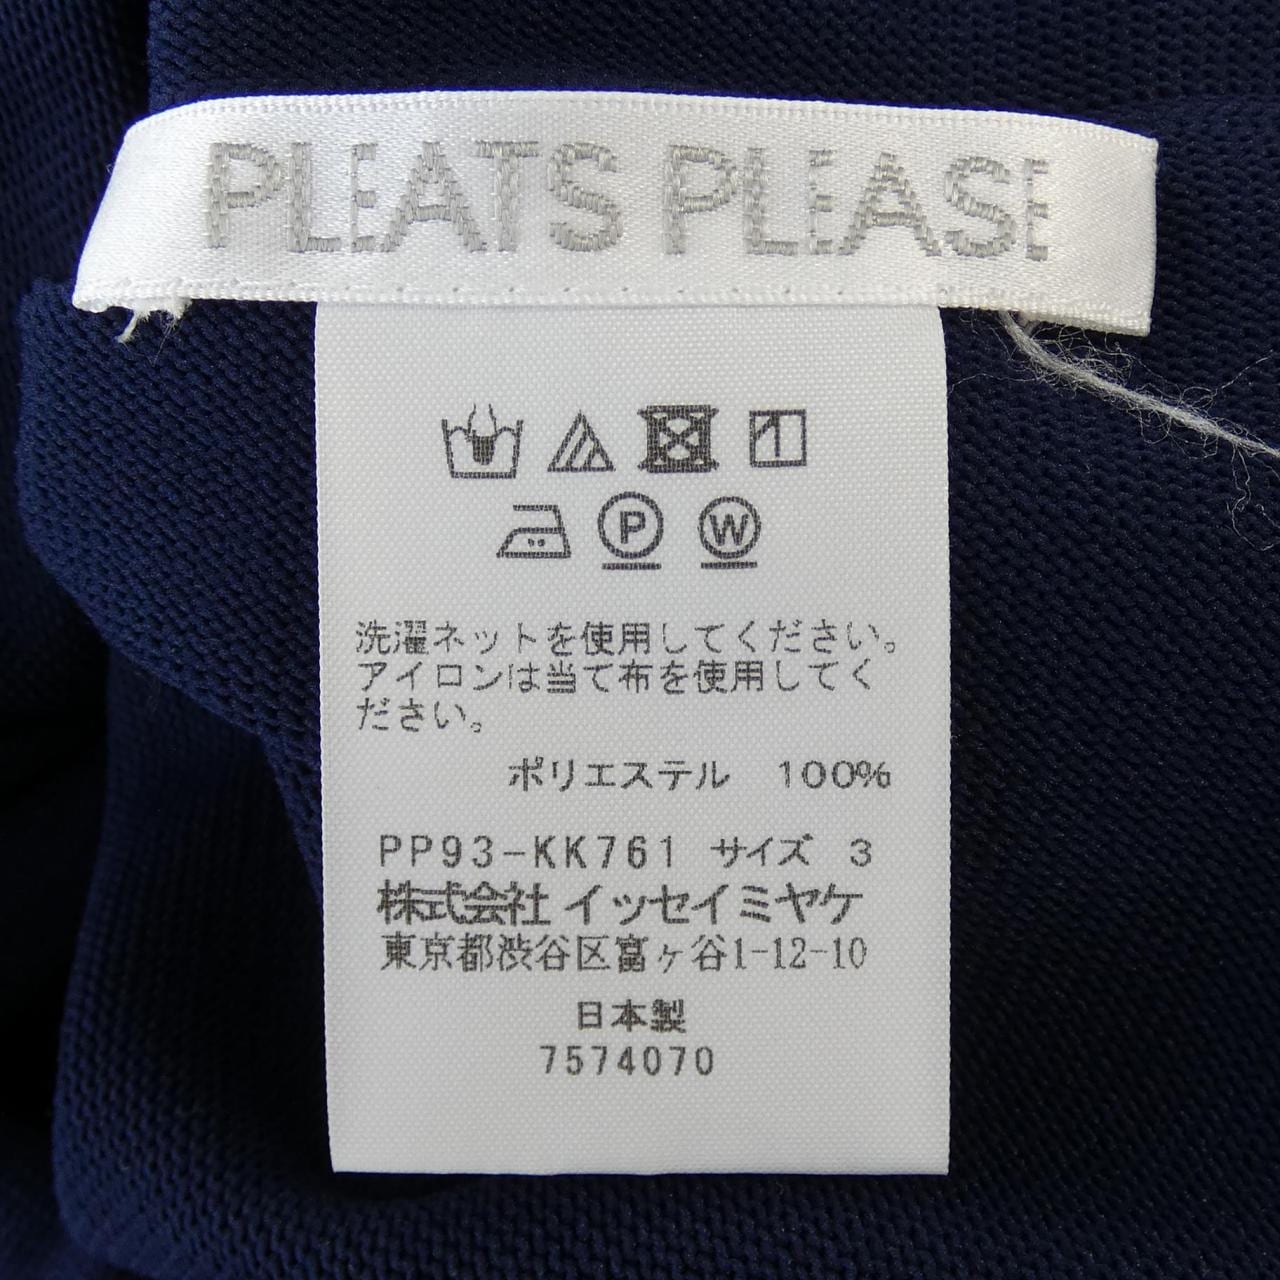 PLEATS PLEASE
P
W
洗濯ネットを使用してください。
アイロンは当て布を使用してく
ださい。
ポリエステル 100%
PP93-KK761 サイズ 3
株式会社 イッセイミヤケ
東京都渋谷区富ヶ谷1-12-10
日本製
7574070